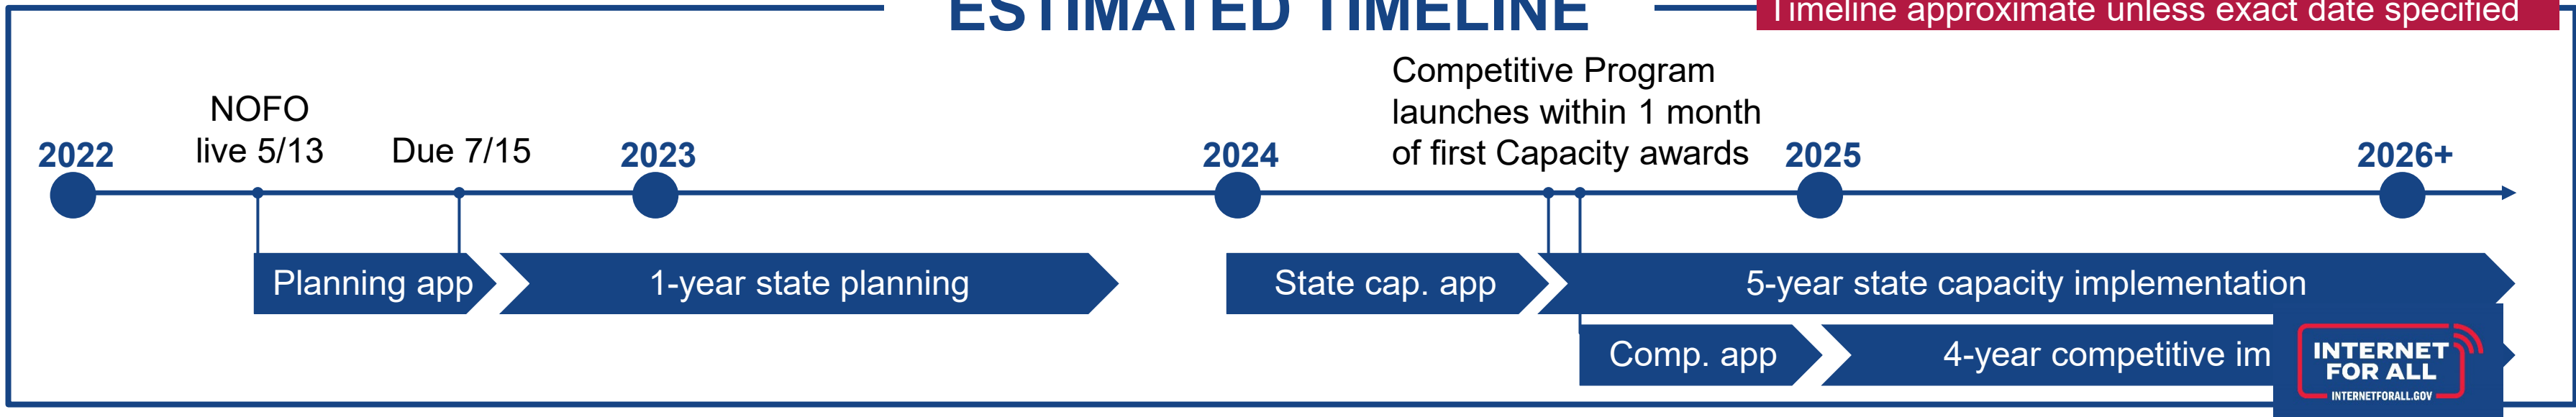 ESTIMATED TIMELINE
Timeline approximate unless exact date specified
Competitive Program
launches within 1 month
of first Capacity awards
NOFO
live 5/13
Due 7/15
2022
2023
2024
2025
2026+
Planning app
1-year state planning
State cap. app
5-year state capacity implementation
Comp. app
4-year competitive im
INTERNET
FOR ALL
INTERNETFORALL.GOV